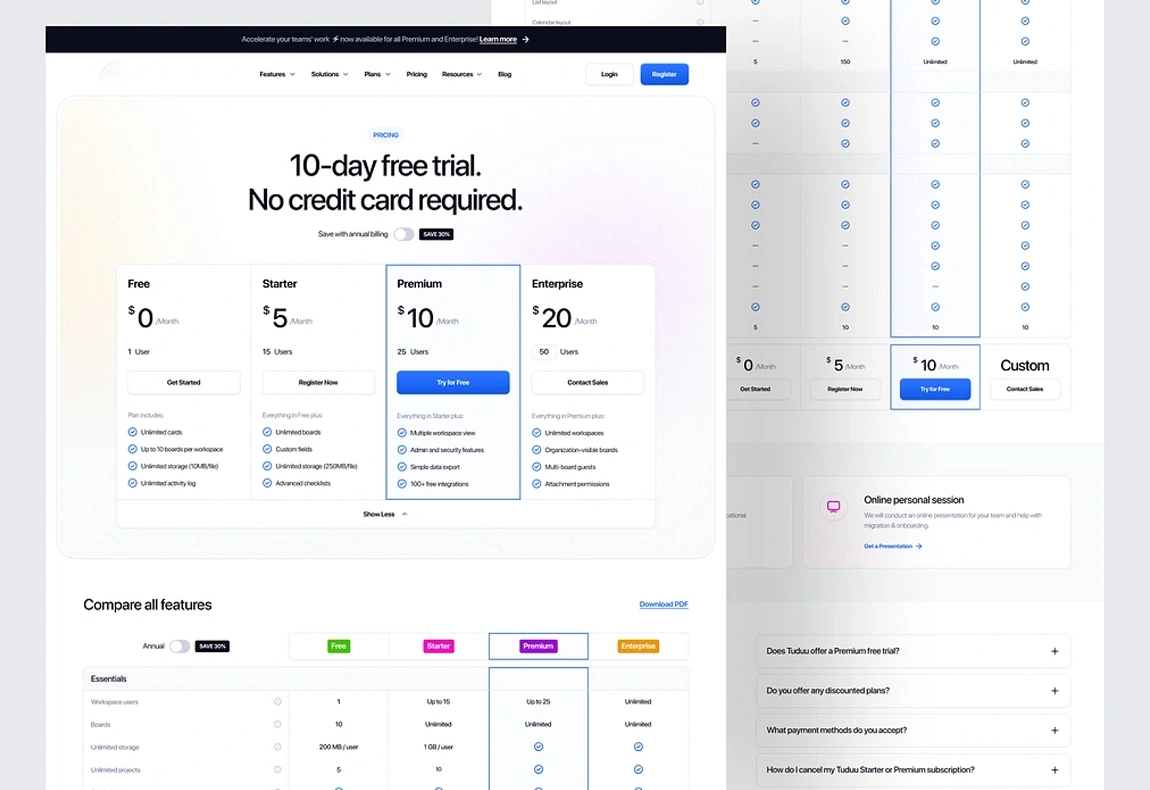 Accelerate your teams' work ⚡ now available for all Premium and Enterprise! Learn more →
Features Solutions Plans Pricing Resources Blog Login Register
PRICING
10-day free trial.
No credit card required.
Save with annual billing SAVE 30%
Free Starter Premium Enterprise
$0 /Month $5 /Month $10 /Month $20 /Month
1 User 15 Users 25 Users 50 Users
Get Started Register Now Try for Free Contact Sales
Plan includes: Everything in Free plus: Everything in Starter plus: Everything in Premium plus:
Unlimited cards Unlimited boards Multiple workspace view Unlimited workspaces
Up to 10 boards per workspace Custom fields Admin and security features Organization-visible boards
Unlimited storage (10MB/file) Unlimited storage (250MB/file) Simple data export Multi-board guests
Unlimited activity log Advanced checklists 100+ free integrations Attachment permissions
Show Less
Compare all features Download PDF
Annual SAVE 30% Free Starter Premium Enterprise
Essentials
Workspace users 1 Up to 15 Up to 25 Unlimited
Boards 10 Unlimited Unlimited Unlimited
Unlimited storage 200 MB / user 1 GB / user
Unlimited projects 5 10
List layout
Calendar layout
— —
— —
5 150 Unlimited Unlimited
—
— —
— —
— — —
5 10 10 10
$0 /Month $5 /Month $10 /Month Custom
Get Started Register Now Try for Free Contact Sales
Online personal session
We will conduct an online presentation for your team and help with
migration & onboarding.
Get a Presentation →
Does Tuduu offer a Premium free trial? +
Do you offer any discounted plans? +
What payment methods do you accept? +
How do I cancel my Tuduu Starter or Premium subscription? +